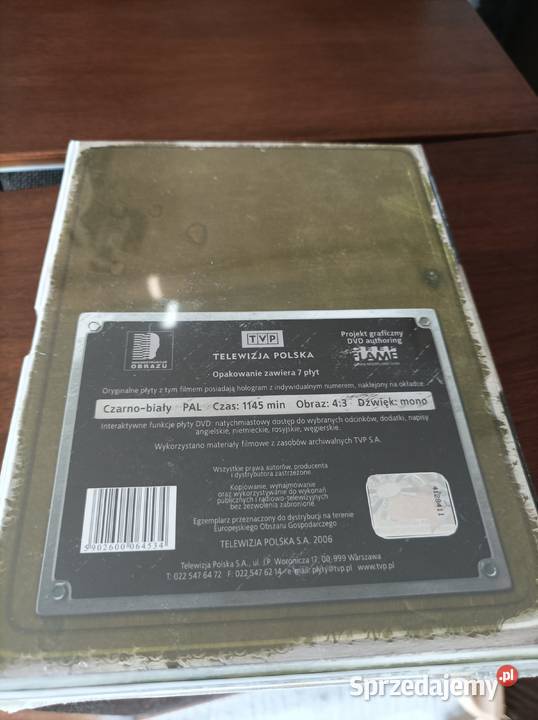 TVP
TELEWIZJA POLSKA
OBRAZU
Projekt graficzny
DVD authoring
FLAME
Opakowanie zawiera 7 płyt
Oryginalne płyty z tym filmem posiadają hologram z indywidualnym numerem, naklejony na okładce.
Czarno-biały PAL Czas: 1145 min Obraz: 4:3 Dźwięk: mono
Interaktywne funkcje płyty DVD: natychmiastowy dostęp do wybranych odcinków, dodatki, napisy
angielskie, niemieckie, rosyjskie, węgierskie.
Wykorzystano materiały filmowe z zasobów archiwalnych TVP S.A.
Wszystkie prawa autorów, producenta
i dystrybutora zastrzeżone.
Kopiowanie, wynajmowanie
oraz wykorzystywanie do wykonań
publicznych i radiowo-telewizyjnych
bez zezwolenia zabronione.
Egzemplarz przeznaczony do dystrybucji na terenie
Europejskiego Obszaru Gospodarczego
TELEWIZJA POLSKA S.A. 2006
5902600064534
Telewizja Polska S.A., ul. J.P. Woronicza 17, 00-999 Warszawa
T: 022 547 64 72 F: 022 547 62 14 e-mail: plyty@tvp.pl www.tvp.pl
Sprzedajemy.pl